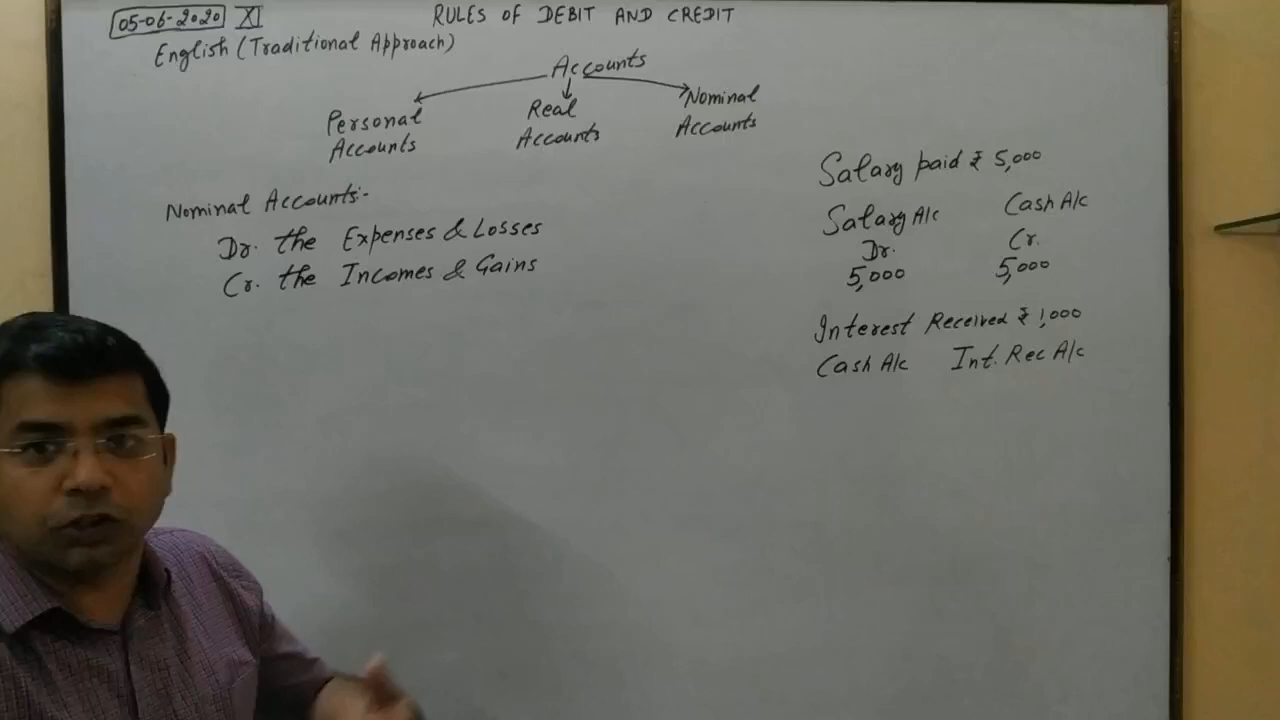 05-06-2020 XI
RULES OF DEBIT AND CREDIT
English (Traditional Approach)
Accounts
Personal Accounts
Real Accounts
Nominal Accounts
Nominal Accounts:-
Dr. the Expenses & Losses
Cr. the Incomes & Gains
Salary paid ₹ 5,000
Salary A/c Cash A/c
Dr. Cr.
5,000 5,000
Interest Received ₹ 1,000
Cash A/c Int. Rec A/c